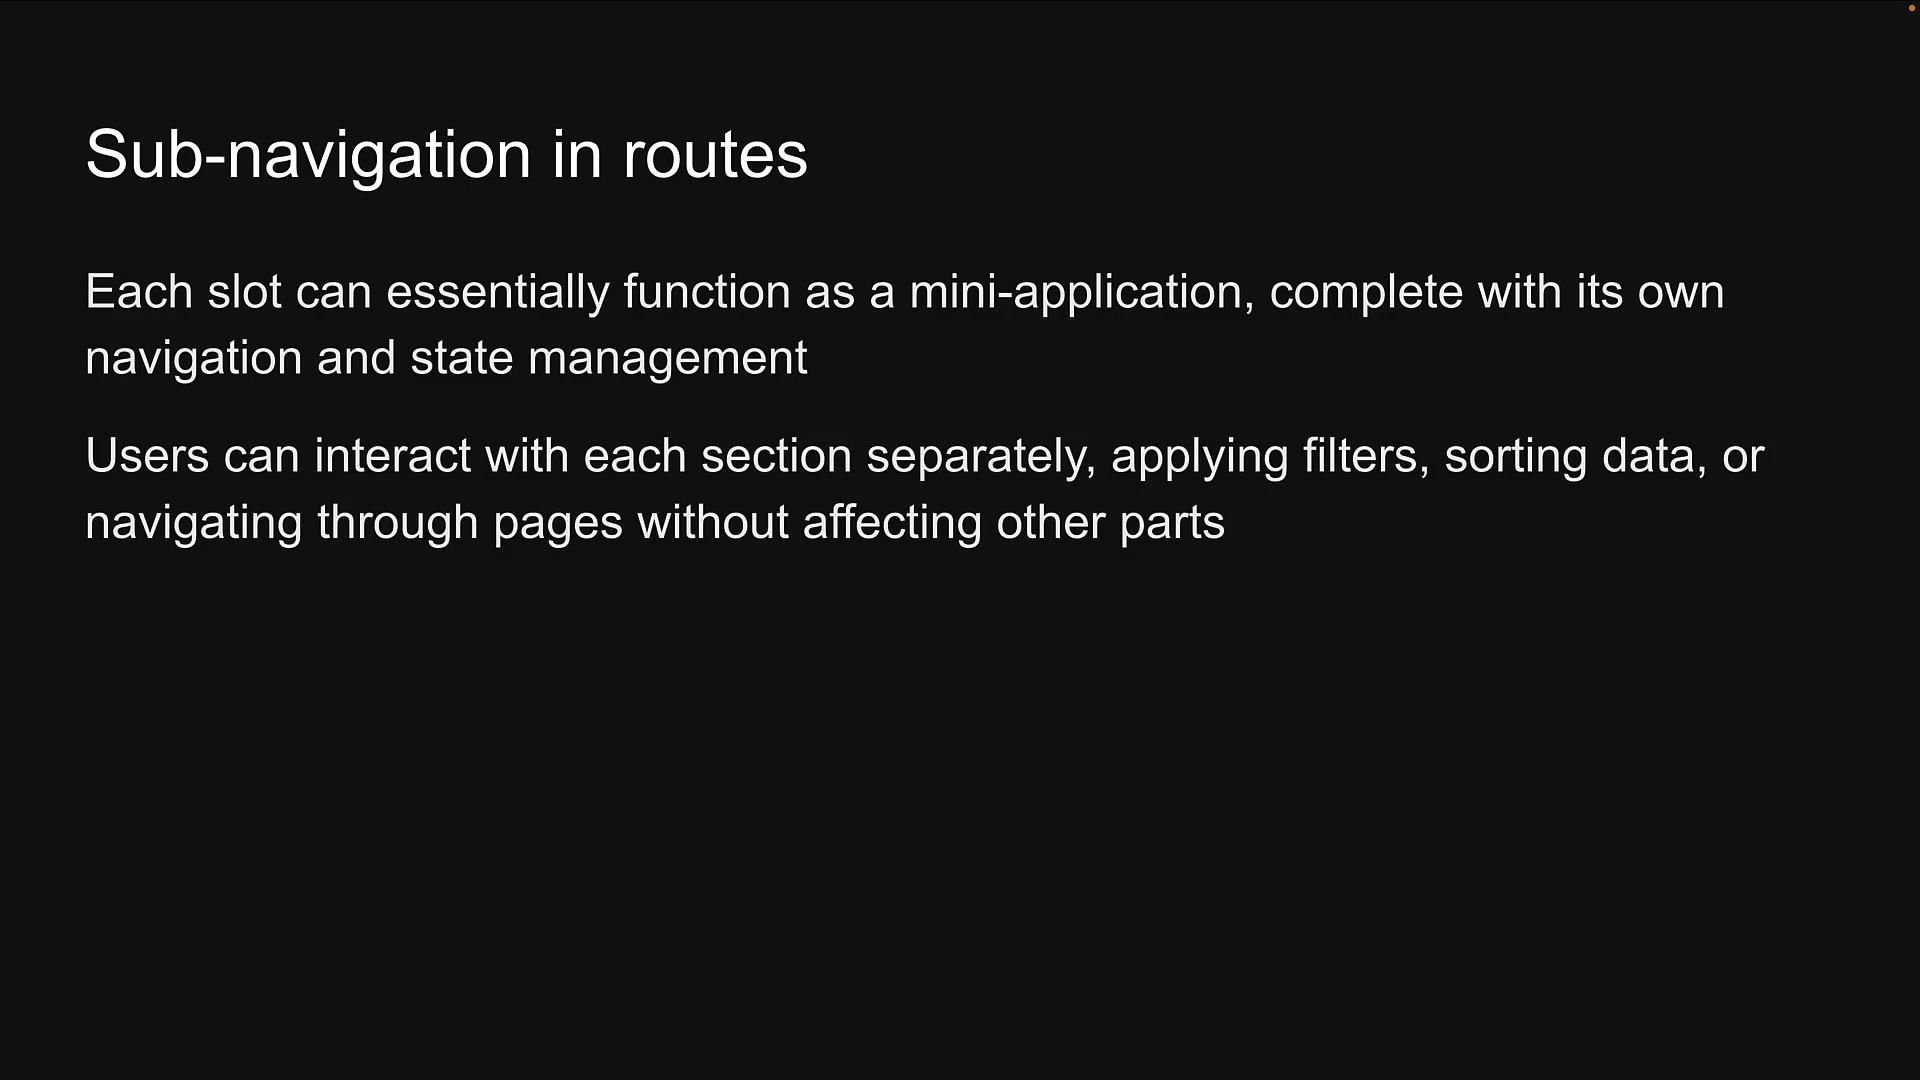 Sub-navigation in routes
Each slot can essentially function as a mini-application, complete with its own
navigation and state management
Users can interact with each section separately, applying filters, sorting data, or
navigating through pages without affecting other parts